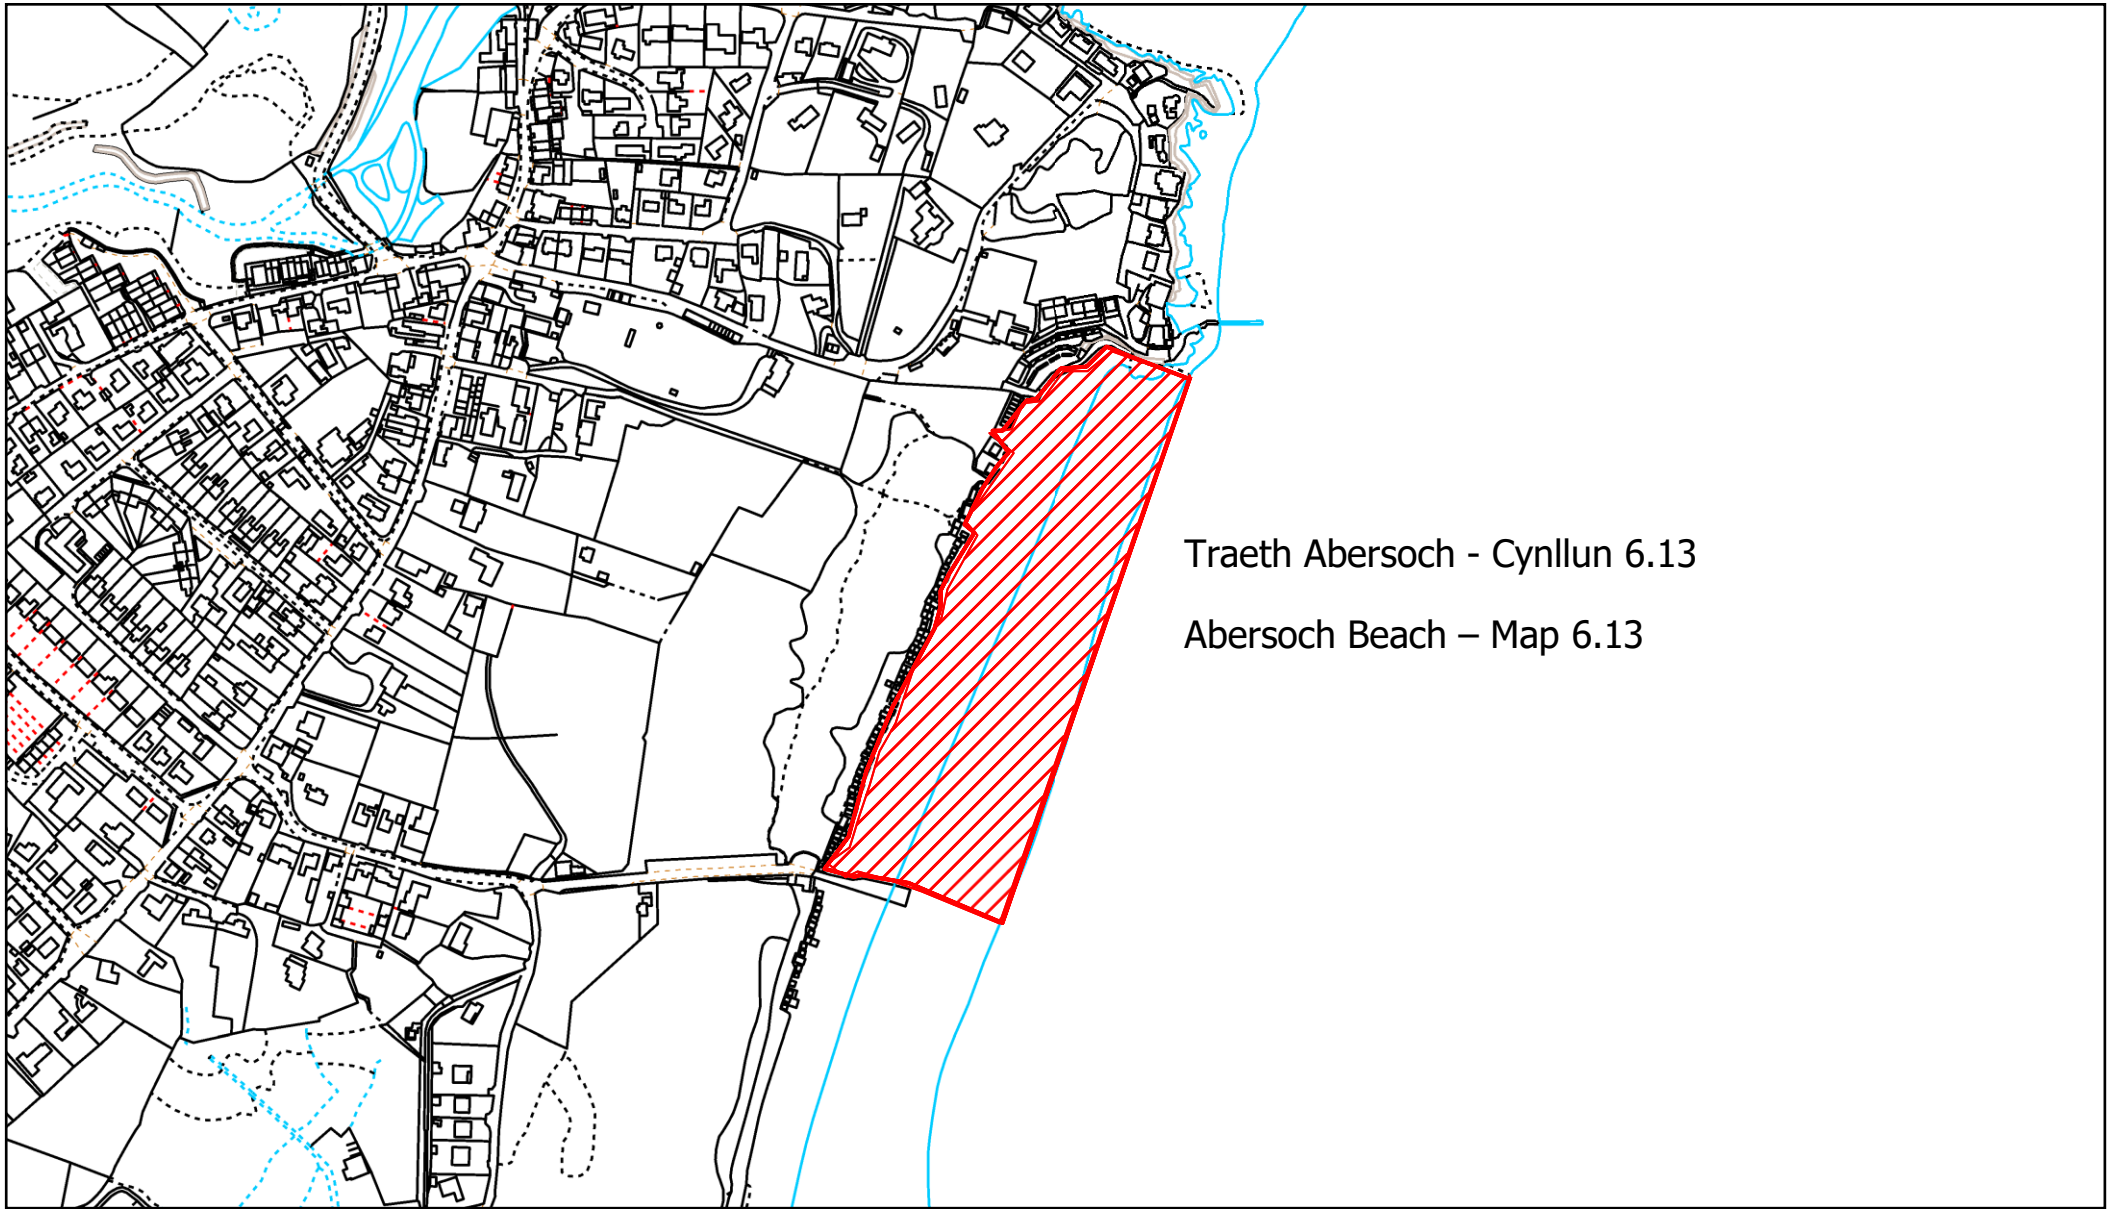 Traeth Abersoch - Cynllun 6.13
Abersoch Beach – Map 6.13